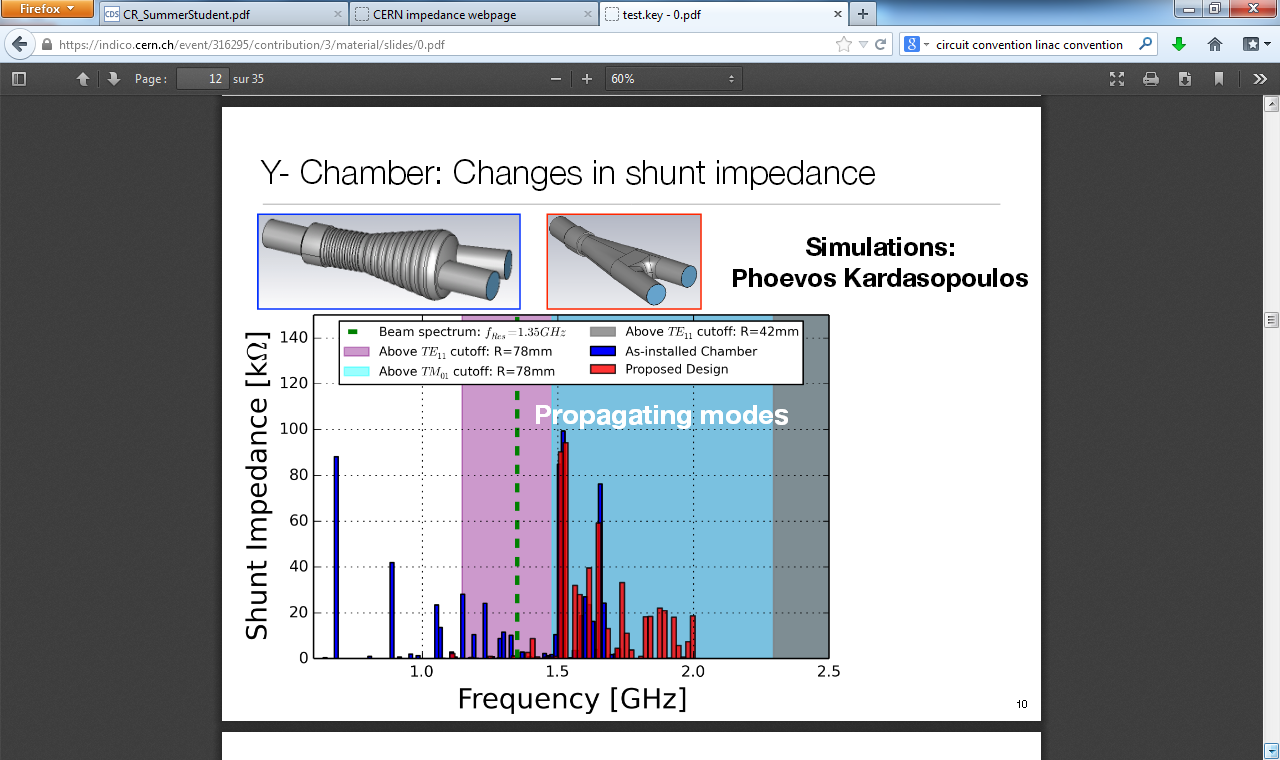 Firefox
CDS CR_SummerStudent.pdf
CERN impedance webpage
test.key - 0.pdf
https://indico.cern.ch/event/316295/contribution/3/material/slides/0.pdf
circuit convention linac convention
Page : 12 sur 35
60%
Y- Chamber: Changes in shunt impedance
Simulations:
Phoevos Kardasopoulos
Shunt Impedance [kΩ]
140
120
100
80
60
40
20
0
Beam spectrum: f_Res=1.35GHz
Above TE₁₁ cutoff: R=78mm
Above TM₀₁ cutoff: R=78mm
Above TE₁₁ cutoff: R=42mm
As-installed Chamber
Proposed Design
Propagating modes
1.0 1.5 2.0 2.5
Frequency [GHz]
10